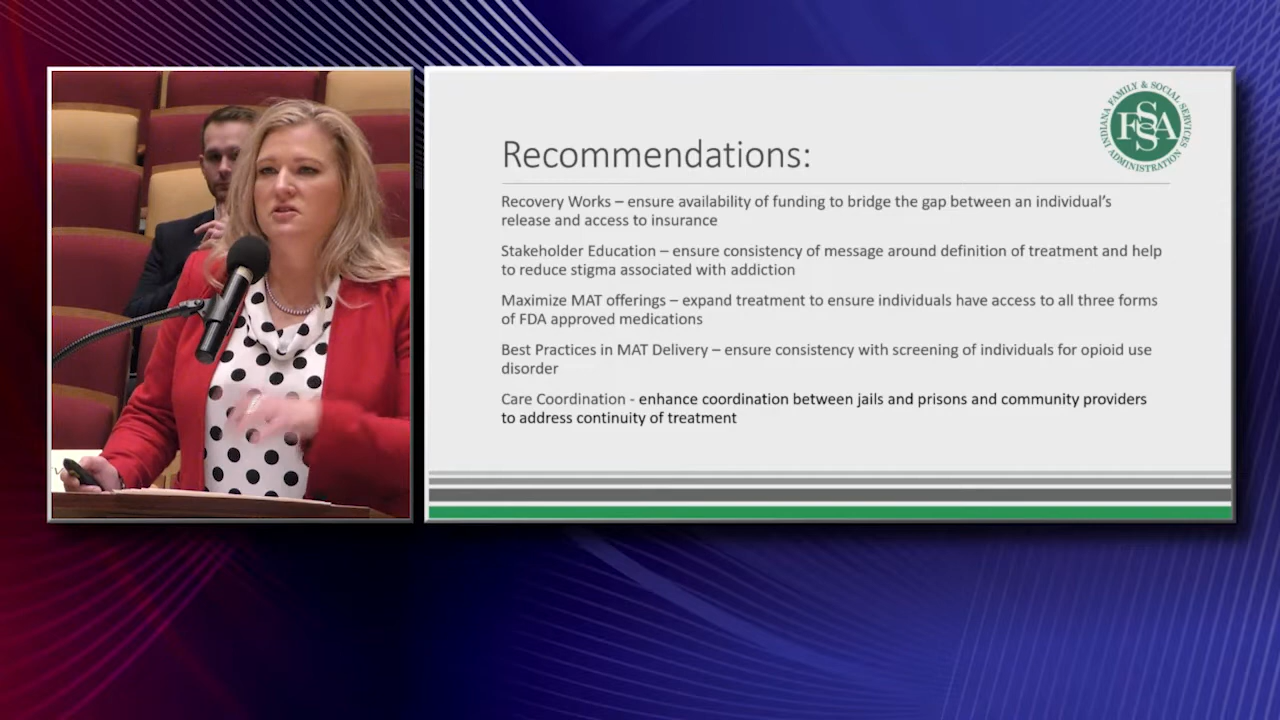 INDIANA FAMILY & SOCIAL SERVICES ADMINISTRATION
FSSA
Recommendations:
Recovery Works – ensure availability of funding to bridge the gap between an individual's
release and access to insurance
Stakeholder Education – ensure consistency of message around definition of treatment and help
to reduce stigma associated with addiction
Maximize MAT offerings – expand treatment to ensure individuals have access to all three forms
of FDA approved medications
Best Practices in MAT Delivery – ensure consistency with screening of individuals for opioid use
disorder
Care Coordination - enhance coordination between jails and prisons and community providers
to address continuity of treatment